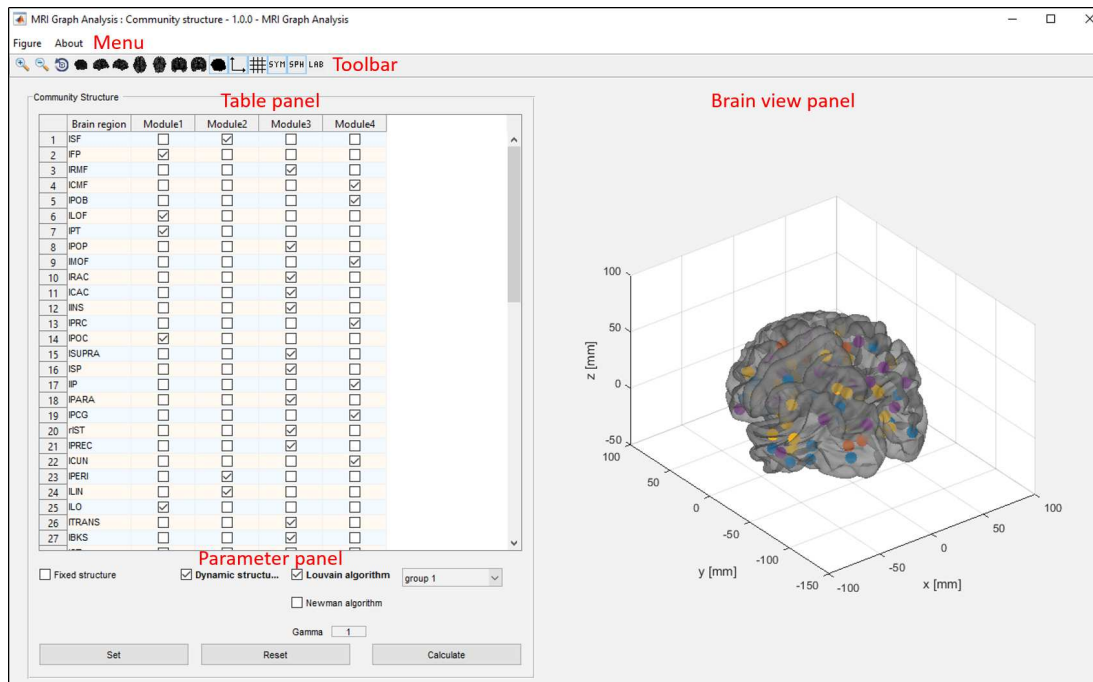 MRI Graph Analysis : Community structure - 1.0.0 - MRI Graph Analysis
Figure About Menu
SYM SPH LAB Toolbar
Community Structure
Table panel
Brain view panel
Brain region Module1 Module2 Module3 Module4
1 lSF
2 lFP
3 lRMF
4 lCMF
5 lPOB
6 lLOF
7 lPT
8 lPOP
9 lMOF
10 lRAC
11 lCAC
12 lINS
13 lPRC
14 lPOC
15 lSUPRA
16 lSP
17 lIP
18 lPARA
19 lPCG
20 rIST
21 lPREC
22 lCUN
23 lPERI
24 lLIN
25 lLO
26 lTRANS
27 lBKS
Parameter panel
Fixed structure Dynamic structu... Louvain algorithm group 1
Newman algorithm
Gamma 1
Set Reset Calculate
100
50
0
-50
z [mm]
100
50
0
-50
-100
-150
y [mm]
-100
-50
0
50
100
x [mm]